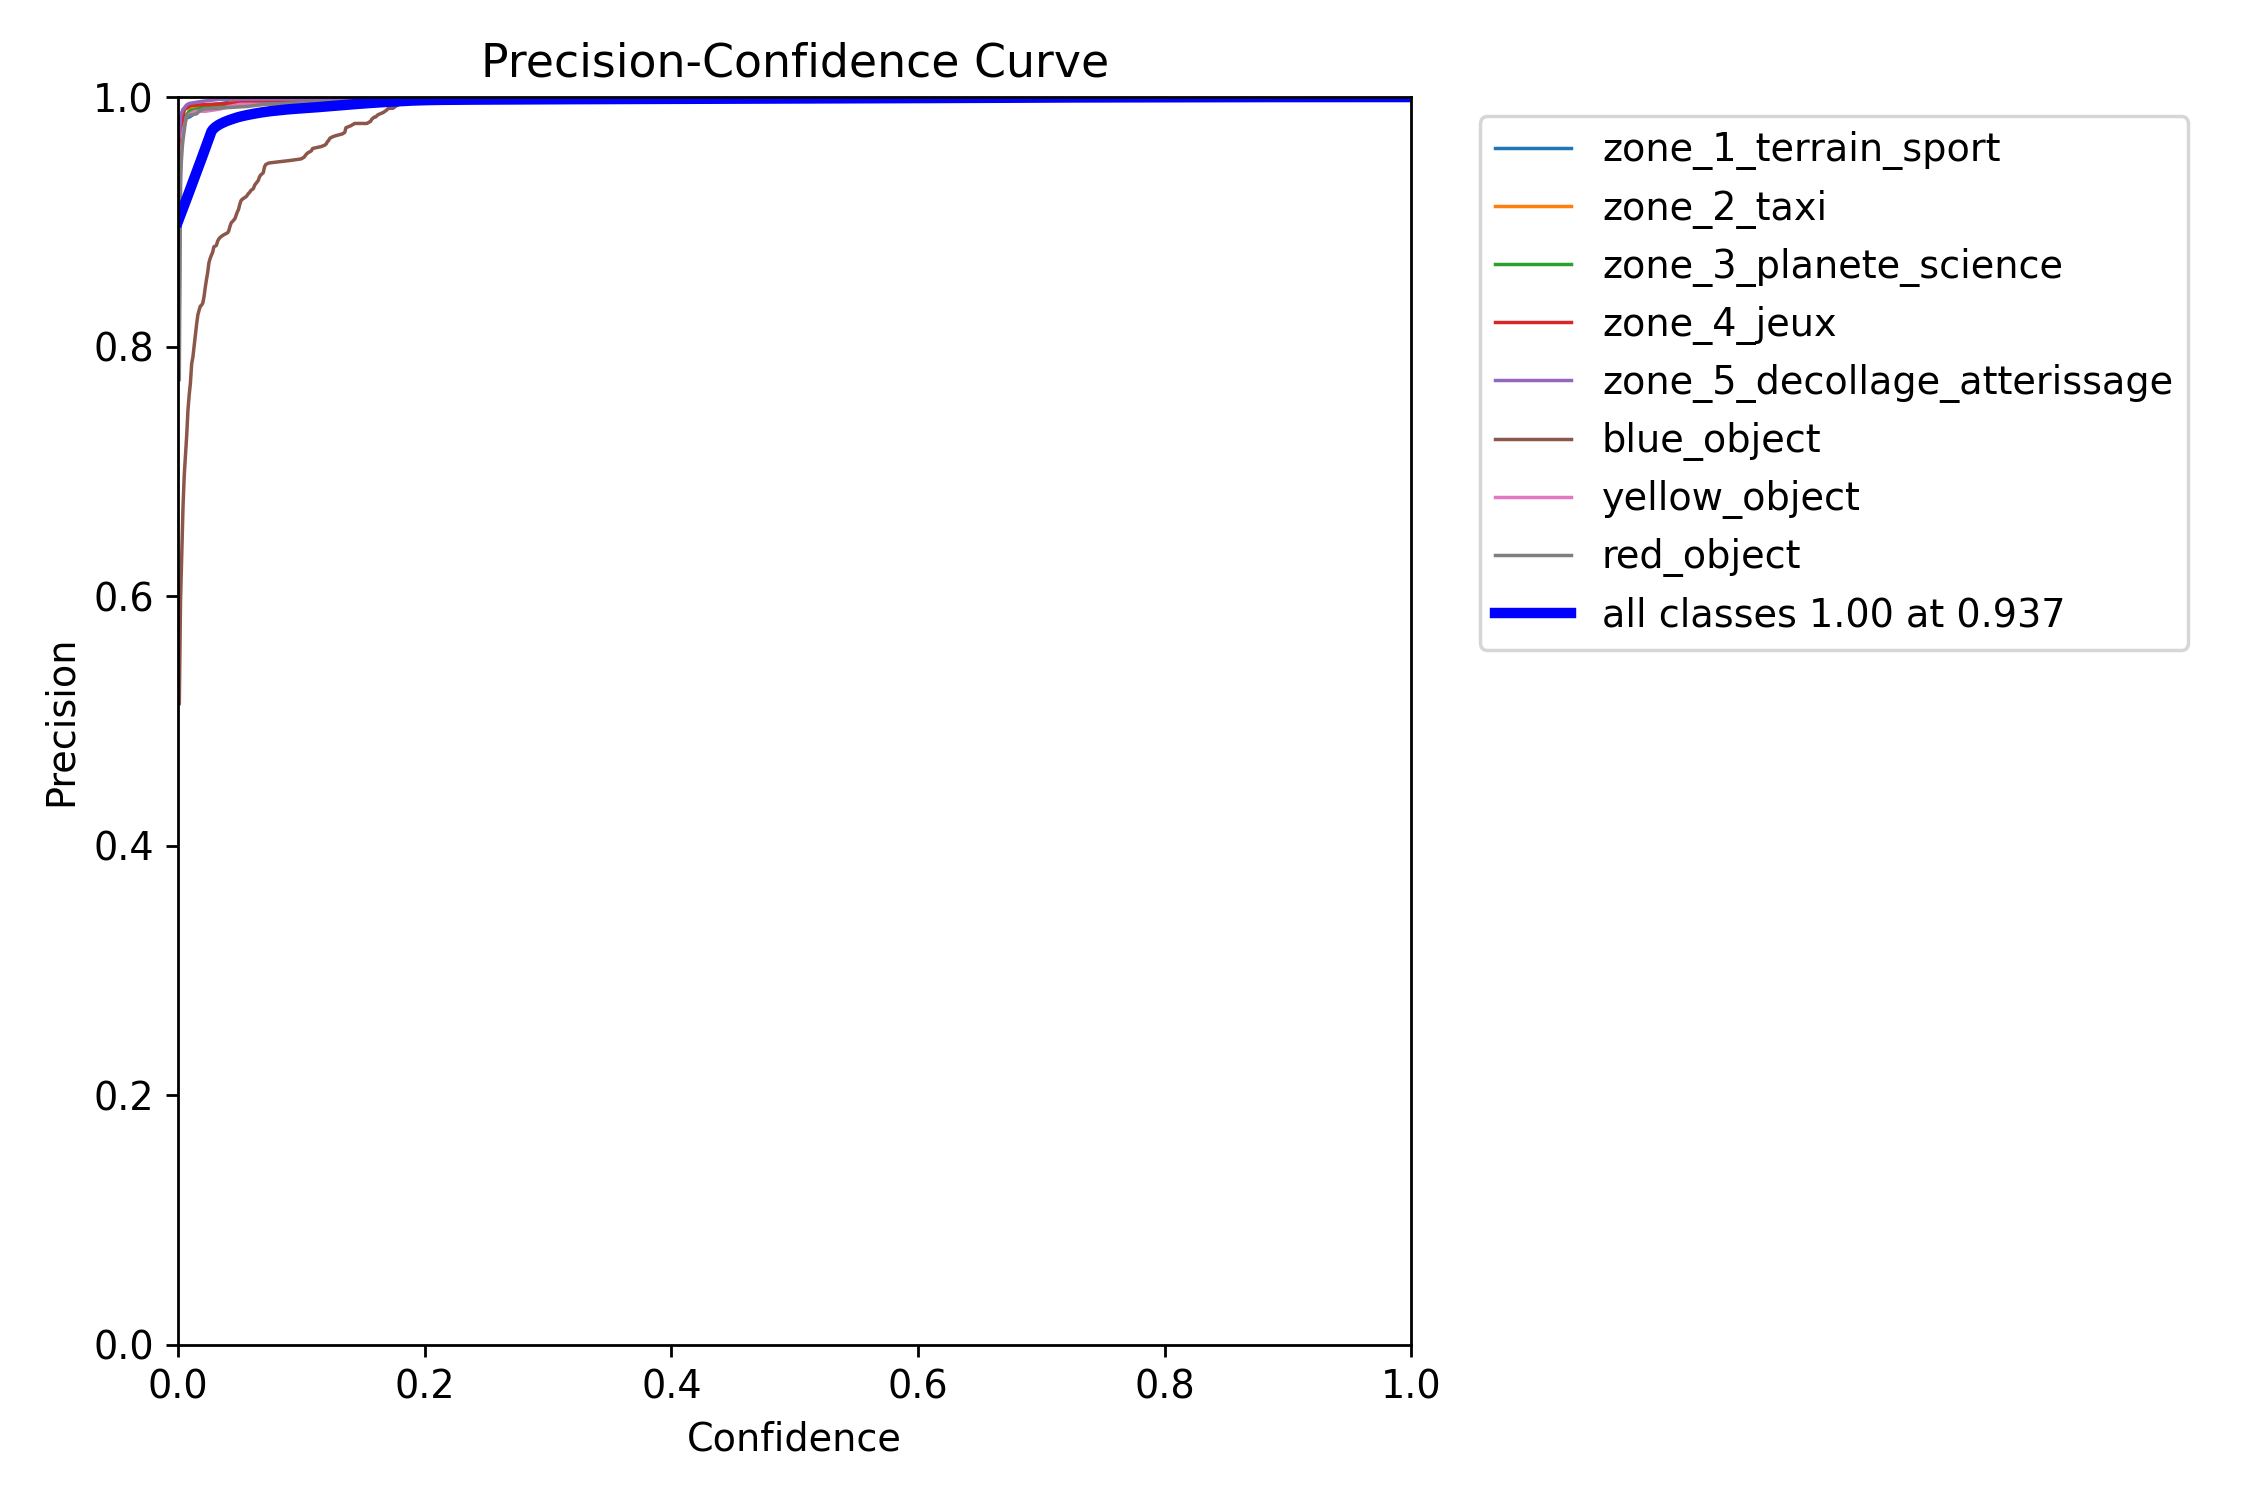 Precision-Confidence Curve
1.0
0.8
0.6
0.4
0.2
0.0
Precision
0.0 0.2 0.4 0.6 0.8 1.0
Confidence
zone_1_terrain_sport
zone_2_taxi
zone_3_planete_science
zone_4_jeux
zone_5_decollage_atterissage
blue_object
yellow_object
red_object
all classes 1.00 at 0.937